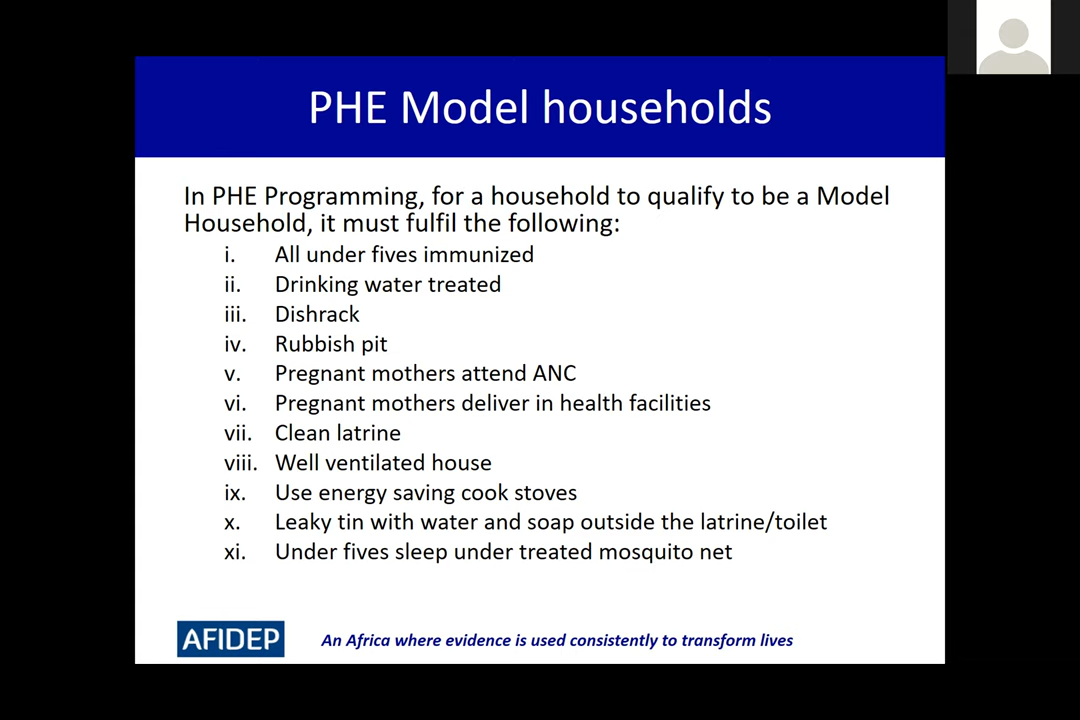 PHE Model households
In PHE Programming, for a household to qualify to be a Model
Household, it must fulfil the following:
i. All under fives immunized
ii. Drinking water treated
iii. Dishrack
iv. Rubbish pit
v. Pregnant mothers attend ANC
vi. Pregnant mothers deliver in health facilities
vii. Clean latrine
viii. Well ventilated house
ix. Use energy saving cook stoves
x. Leaky tin with water and soap outside the latrine/toilet
xi. Under fives sleep under treated mosquito net
AFIDEP
An Africa where evidence is used consistently to transform lives